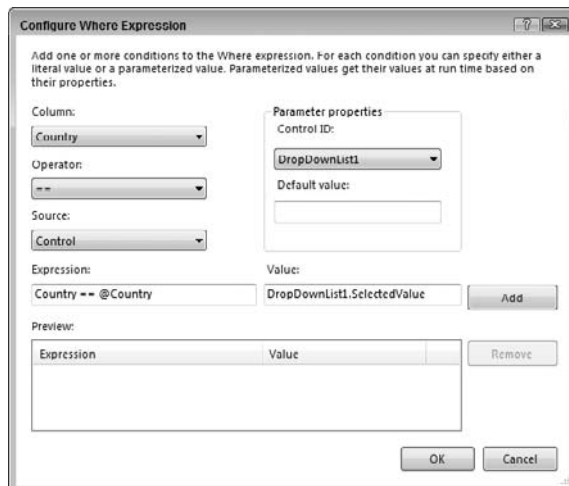 Configure Where Expression
Add one or more conditions to the Where expression. For each condition you can specify either a
literal value or a parameterized value. Parameterized values get their values at run time based on
their properties.
Column:
Country
Operator:
==
Source:
Control
Parameter properties
Control ID:
DropDownList1
Default value:
Expression:
Country == @Country
Value:
DropDownList1.SelectedValue
Add
Preview:
Expression
Value
Remove
OK
Cancel